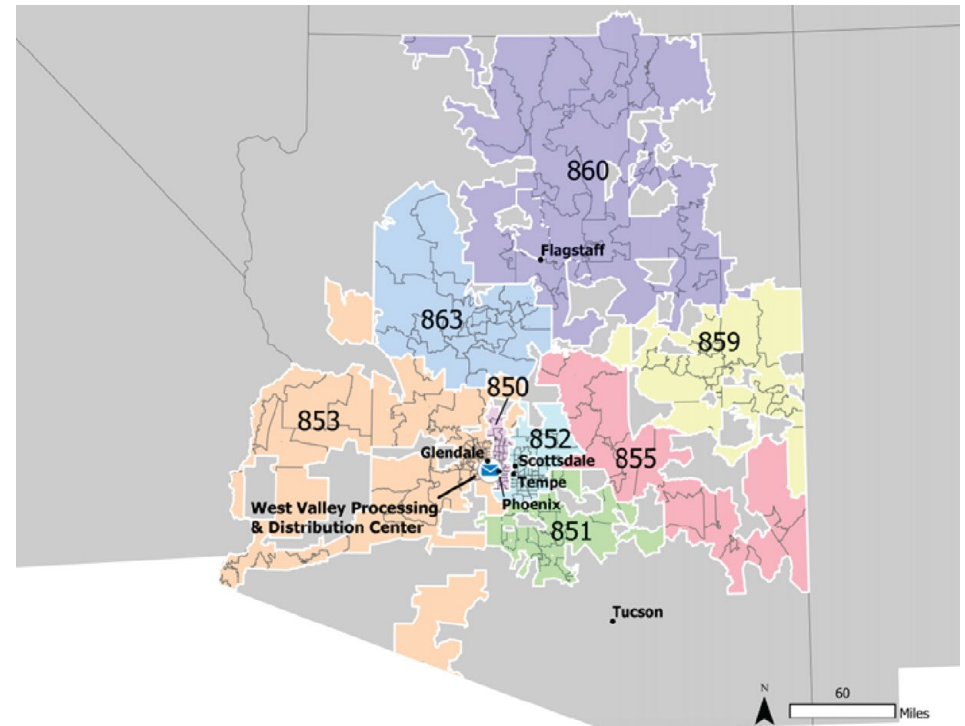 860
Flagstaff
863
859
850
853
852
Glendale
Scottsdale
855
Tempe
West Valley Processing
& Distribution Center
Phoenix
851
Tucson
N
60
Miles